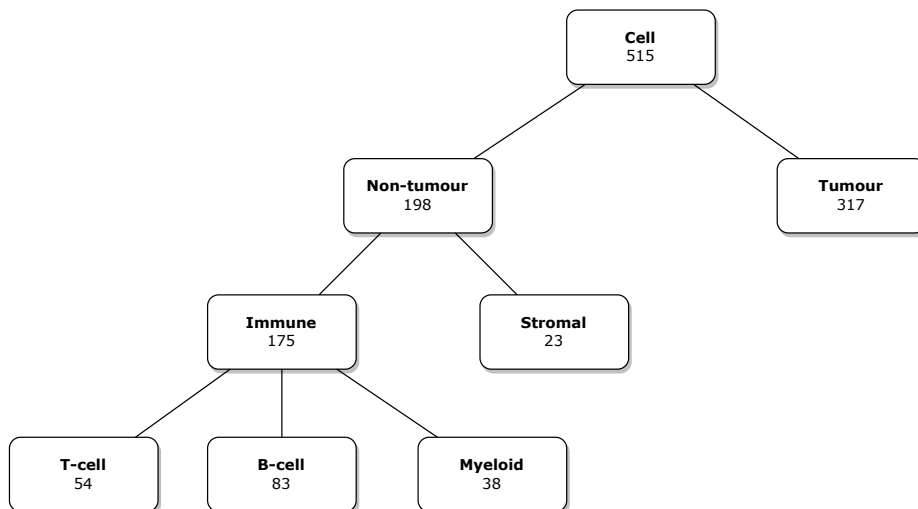 Cell
515
Non-tumour
198
Tumour
317
Immune
175
Stromal
23
T-cell
54
B-cell
83
Myeloid
38